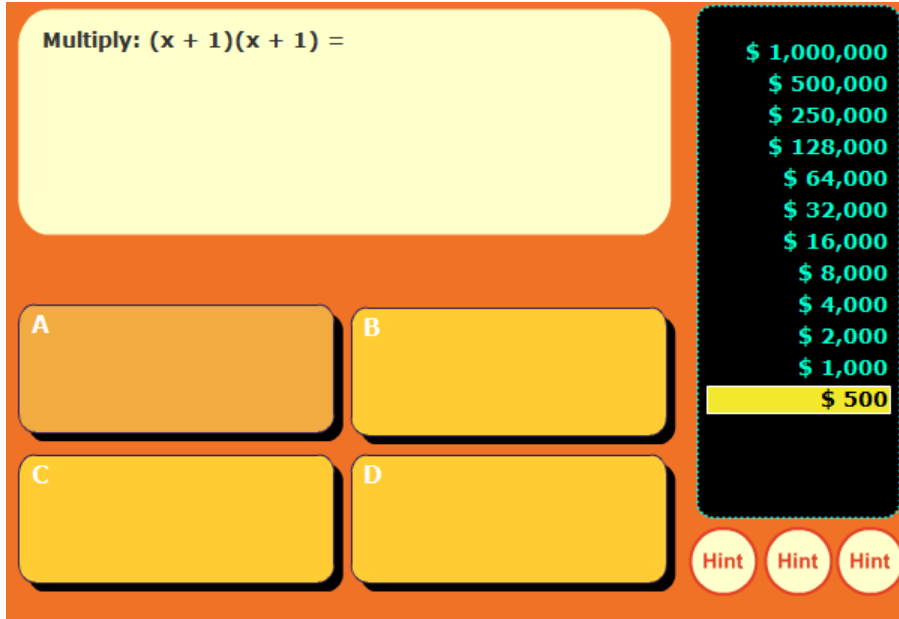 Multiply: (x + 1)(x + 1) =
A
B
C
D
$ 1,000,000
$ 500,000
$ 250,000
$ 128,000
$ 64,000
$ 32,000
$ 16,000
$ 8,000
$ 4,000
$ 2,000
$ 1,000
$ 500
Hint Hint Hint